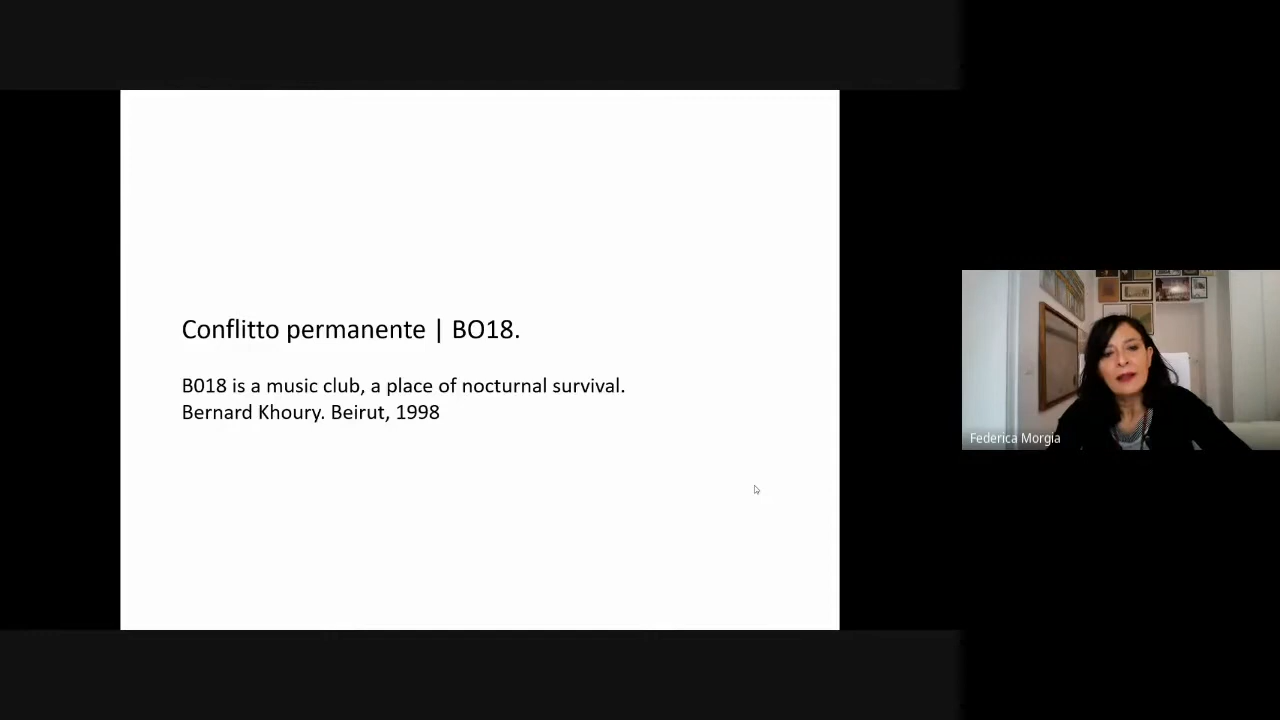 Conflitto permanente | BO18.
B018 is a music club, a place of nocturnal survival.
Bernard Khoury. Beirut, 1998
Federica Morgia